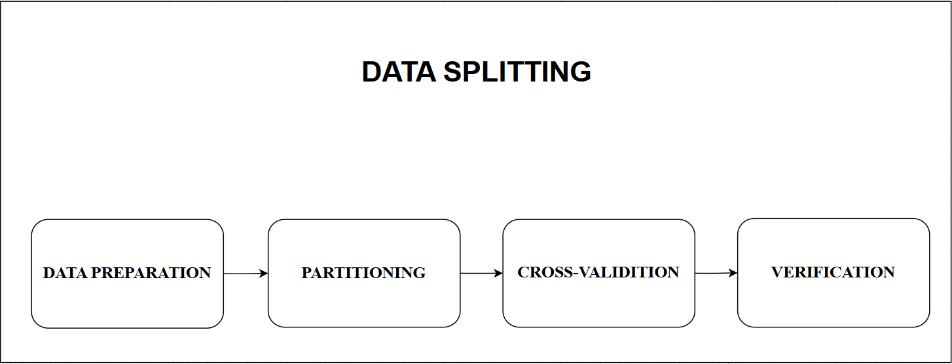 DATA SPLITTING
DATA PREPARATION
PARTITIONING
CROSS-VALIDITION
VERIFICATION